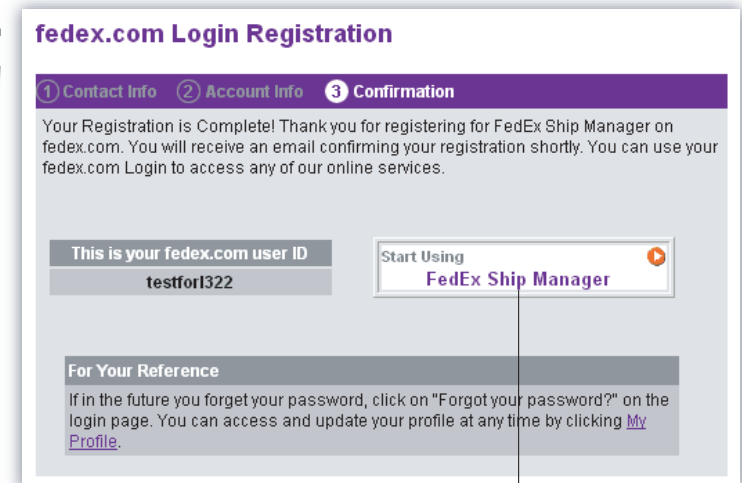 fedex.com Login Registration
1 Contact Info 2 Account Info 3 Confirmation
Your Registration is Complete! Thank you for registering for FedEx Ship Manager on
fedex.com. You will receive an email confirming your registration shortly. You can use your
fedex.com Login to access any of our online services.
This is your fedex.com user ID
testforl322
Start Using
FedEx Ship Manager
For Your Reference
If in the future you forget your password, click on "Forgot your password?" on the
login page. You can access and update your profile at any time by clicking My
Profile.